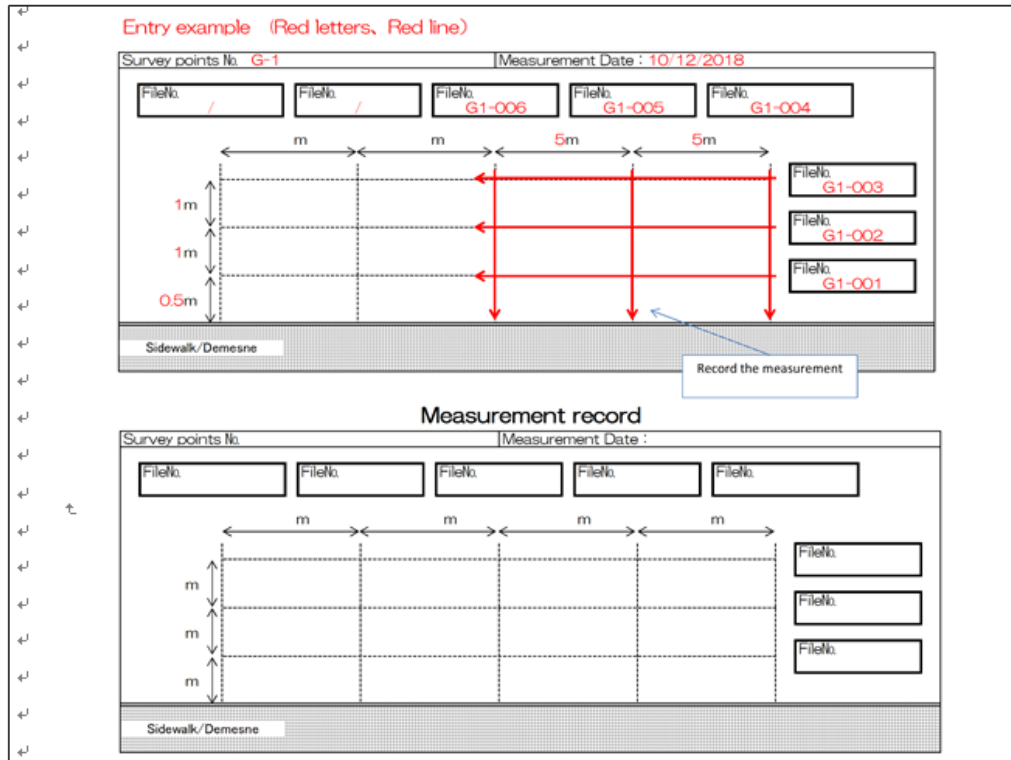 Entry example (Red letters、Red line)
Survey points № G-1 Measurement Date : 10/12/2018
File№ / File№ / File№ G1-006 File№ G1-005 File№ G1-004
m m 5m 5m
File№ G1-003
1m
File№ G1-002
1m
File№ G1-001
0.5m
Sidewalk/Demesne
Record the measurement
Measurement record
Survey points № Measurement Date :
File№ File№ File№ File№ File№
m m m m
File№
m
File№
m
File№
m
Sidewalk/Demesne